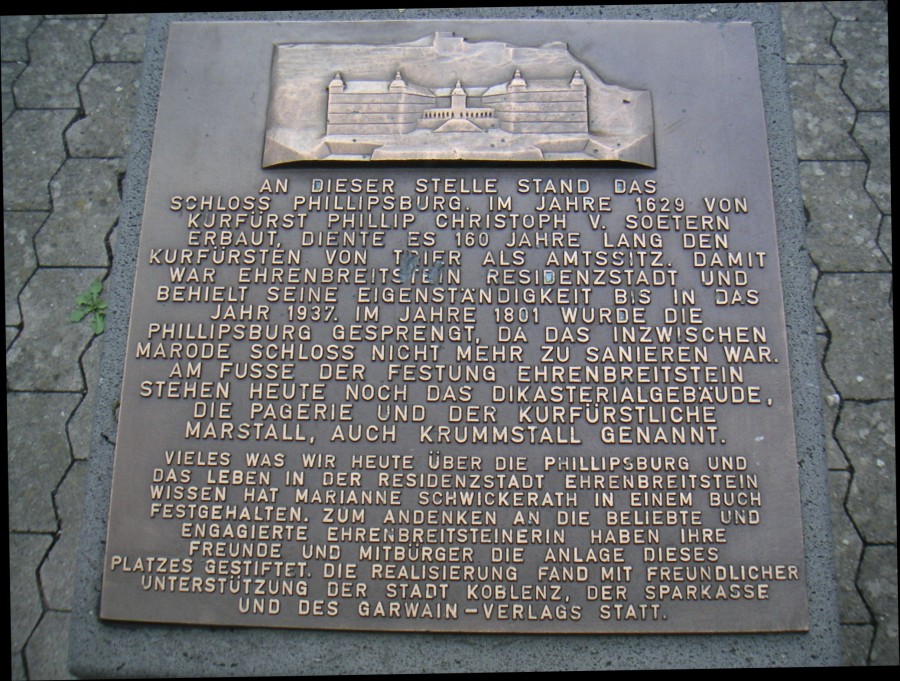 AN DIESER STELLE STAND DAS
SCHLOSS PHILLIPSBURG. IM JAHRE 1629 VON
KURFÜRST PHILLIP CHRISTOPH V. SOETERN
ERBAUT, DIENTE ES 160 JAHRE LANG DEN
KURFÜRSTEN VON TRIER ALS AMTSSITZ. DAMIT
WAR EHRENBREITSTEIN RESIDENZSTADT UND
BEHIELT SEINE EIGENSTÄNDIGKEIT BIS IN DAS
JAHR 1937. IM JAHRE 1801 WURDE DIE
PHILLIPSBURG GESPRENGT, DA DAS INZWISCHEN
MARODE SCHLOSS NICHT MEHR ZU SANIEREN WAR.
AM FUSSE DER FESTUNG EHRENBREITSTEIN
STEHEN HEUTE NOCH DAS DIKASTERIALGEBÄUDE,
DIE PAGERIE UND DER KURFÜRSTLICHE
MARSTALL, AUCH KRUMMSTALL GENANNT.
VIELES WAS WIR HEUTE ÜBER DIE PHILLIPSBURG UND
DAS LEBEN IN DER RESIDENZSTADT EHRENBREITSTEIN
WISSEN HAT MARIANNE SCHWICKERATH IN EINEM BUCH
FESTGEHALTEN. ZUM ANDENKEN AN DIE BELIEBTE UND
ENGAGIERTE EHRENBREITSTEINERIN HABEN IHRE
FREUNDE UND MITBÜRGER DIE ANLAGE DIESES
PLATZES GESTIFTET. DIE REALISIERUNG FAND MIT FREUNDLICHER
UNTERSTÜTZUNG DER STADT KOBLENZ, DER SPARKASSE
UND DES GARWAIN-VERLAGS STATT.